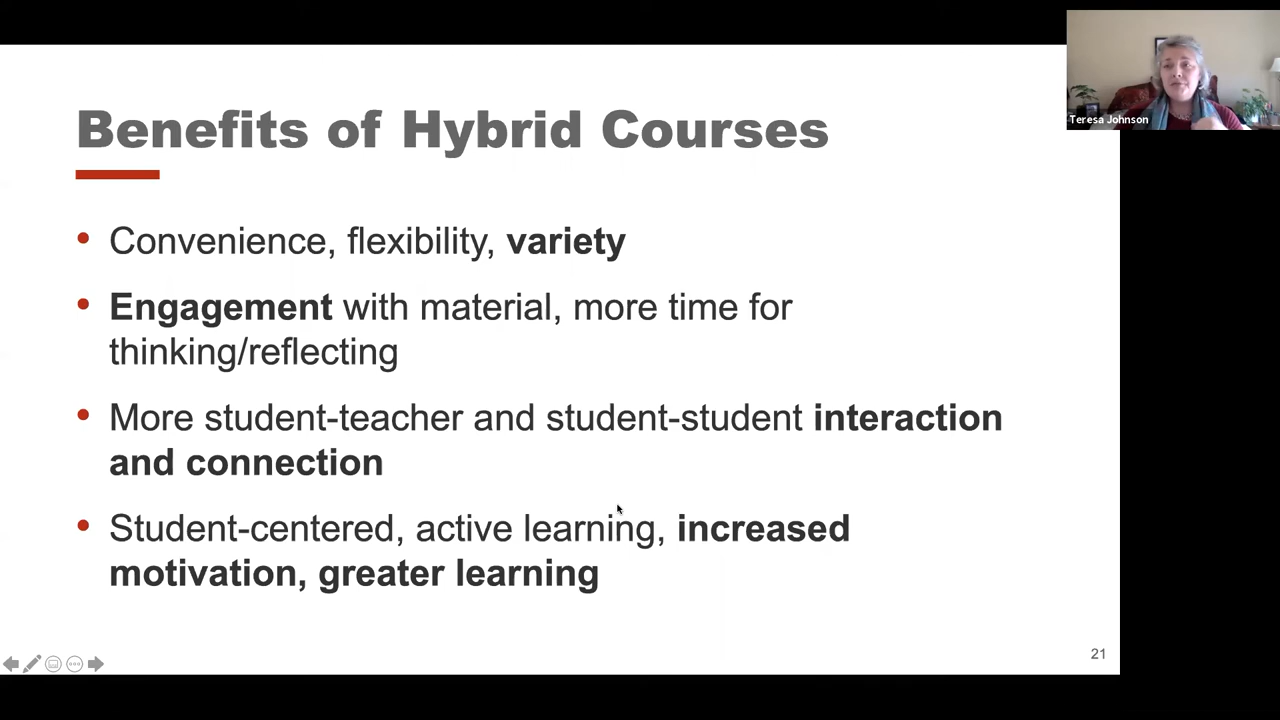 Benefits of Hybrid Courses
• Convenience, flexibility, variety
• Engagement with material, more time for
thinking/reflecting
• More student-teacher and student-student interaction
and connection
• Student-centered, active learning, increased
motivation, greater learning
21
Teresa Johnson